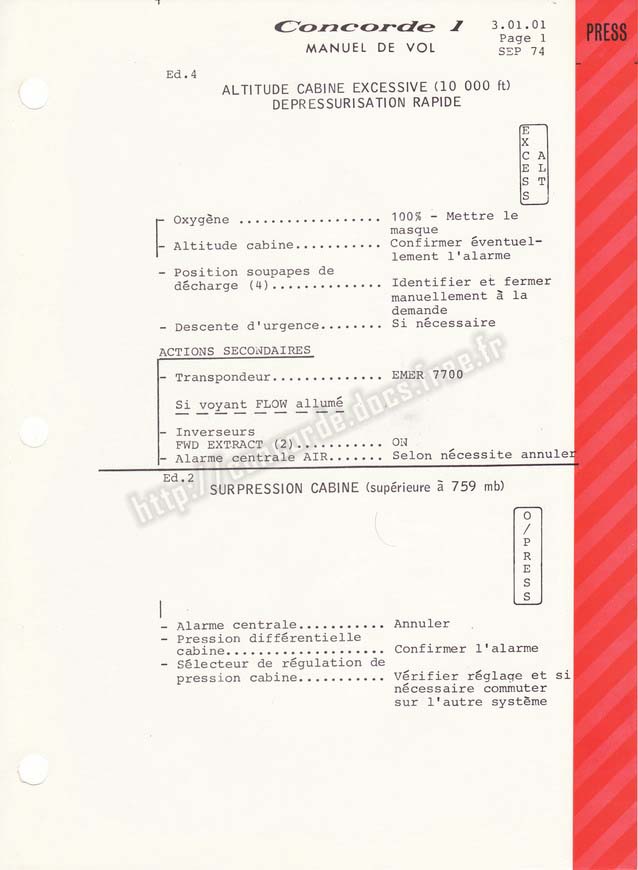 Concorde 1
MANUEL DE VOL
3.01.01
Page 1
SEP 74
PRESS
Ed.4
ALTITUDE CABINE EXCESSIVE (10 000 ft)
DEPRESSURISATION RAPIDE
EXCESS
ALT
- Oxygène .................. 100% - Mettre le
masque
- Altitude cabine........... Confirmer éventuel-
lement l'alarme
- Position soupapes de
décharge (4).............. Identifier et fermer
manuellement à la
demande
- Descente d'urgence........ Si nécessaire
ACTIONS SECONDAIRES
- Transpondeur.............. EMER 7700
Si voyant FLOW allumé
- Inverseurs
FWD EXTRACT (2)........... ON
- Alarme centrale AIR....... Selon nécessite annuler
Ed.2
SURPRESSION CABINE (supérieure à 759 mb)
O/PRESS
- Alarme centrale........... Annuler
- Pression différentielle
cabine.................... Confirmer l'alarme
- Sélecteur de régulation de
pression cabine........... Vérifier réglage et si
nécessaire commuter
sur l'autre système
http://concorde.docs.free.fr